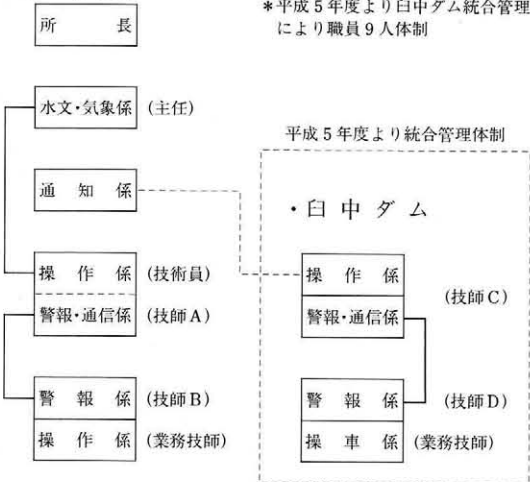 *平成5年度より臼中ダム統合管理
により職員9人体制
所長
水文・気象係 (主任)
通知係
操作係 (技術員)
警報・通信係 (技師A)
警報係 (技師B)
操作係 (業務技師)
平成5年度より統合管理体制
・臼中ダム
操作係
警報・通信係
(技師C)
警報係 (技師D)
操車係 (業務技師)